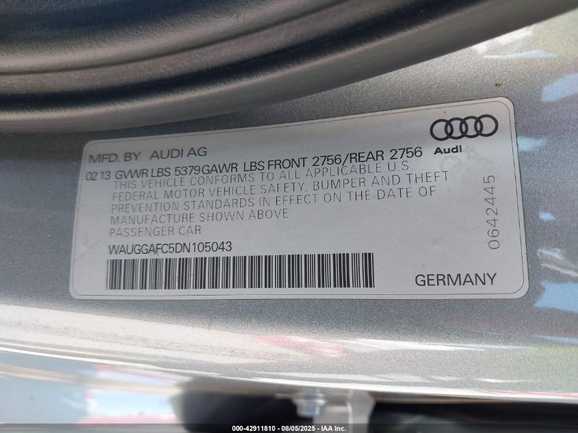 MFD. BY AUDI AG
Audi
02 13 GVWR LBS 5379 GAWR LBS FRONT 2756/REAR 2756
THIS VEHICLE CONFORMS TO ALL APPLICABLE U.S.
FEDERAL MOTOR VEHICLE SAFETY, BUMPER AND THEFT
PREVENTION STANDARDS IN EFFECT ON THE DATE OF
MANUFACTURE SHOWN ABOVE
PASSENGER CAR
WAUGGAFC5DN105043
0642445
GERMANY
000-42911810 - 08/05/2025 - IAA Inc.